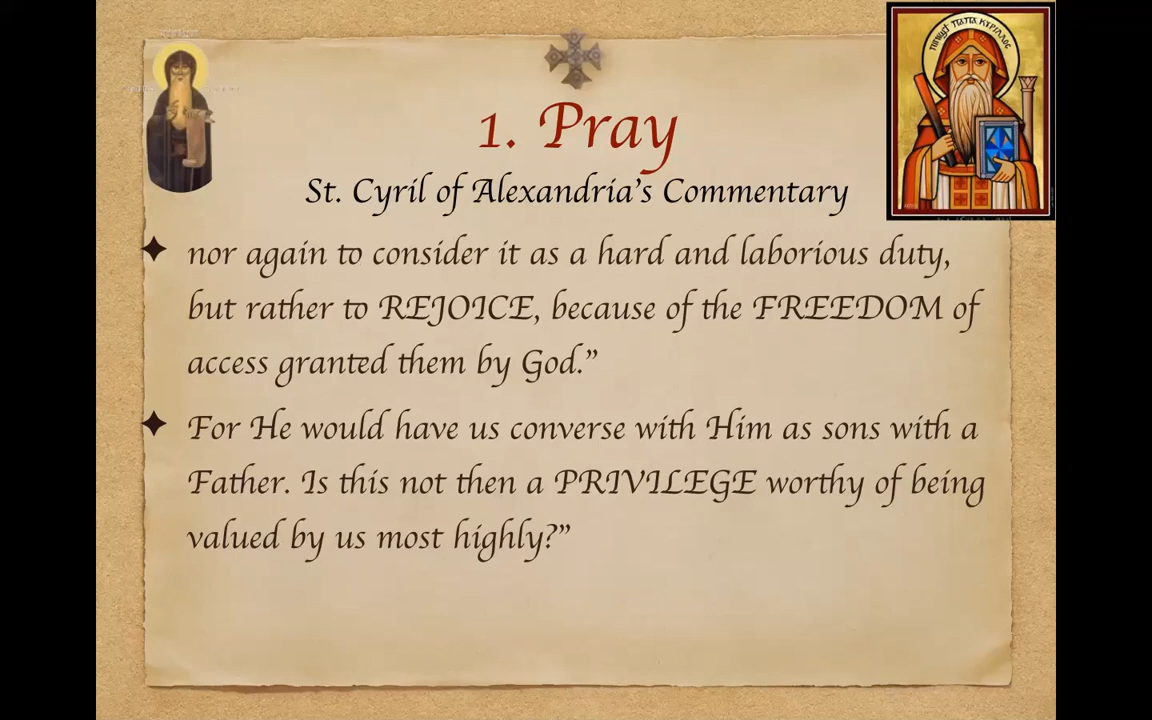 1. Pray
St. Cyril of Alexandria's Commentary
nor again to consider it as a hard and laborious duty,
but rather to REJOICE, because of the FREEDOM of
access granted them by God.”
For He would have us converse with Him as sons with a
Father. Is this not then a PRIVILEGE worthy of being
valued by us most highly?”